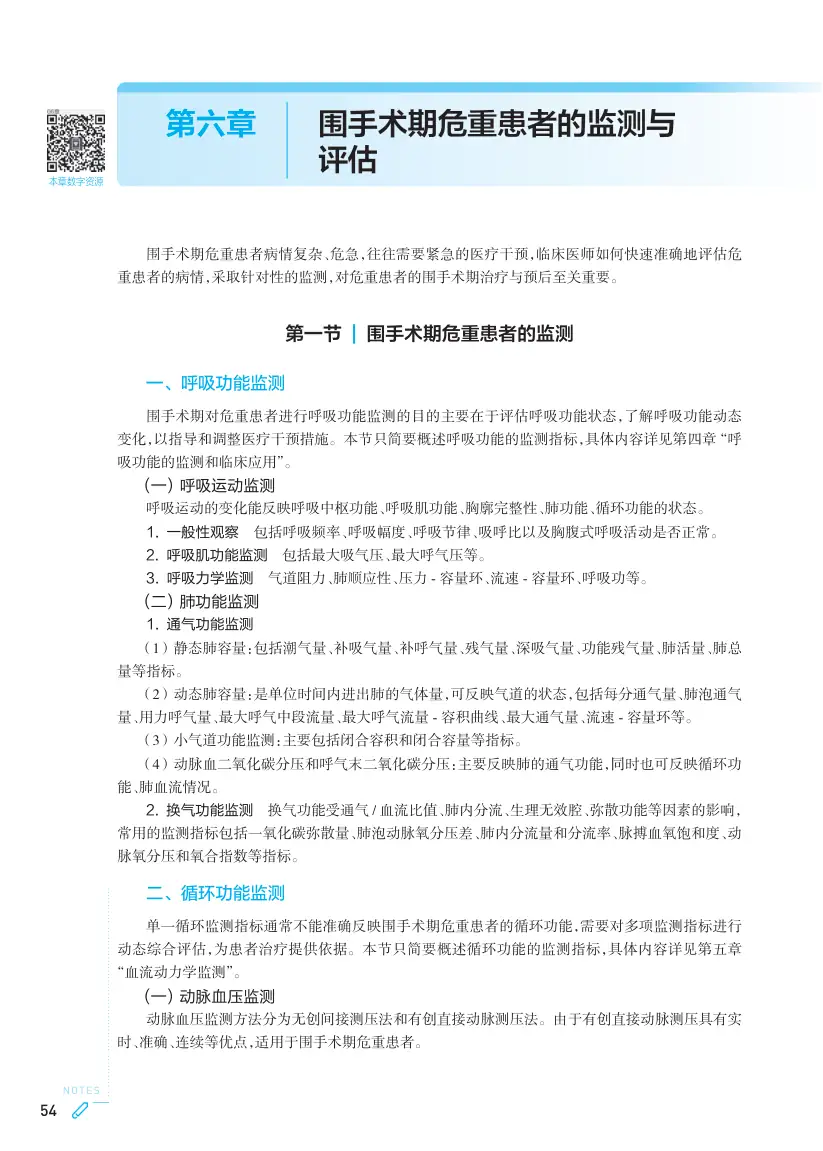 第六章
围手术期危重患者的监测与
评估
本章数字资源
围手术期危重患者病情复杂、危急,往往需要紧急的医疗干预,临床医师如何快速准确地评估危
重患者的病情,采取针对性的监测,对危重患者的围手术期治疗与预后至关重要。
第一节 | 围手术期危重患者的监测
一、呼吸功能监测
围手术期对危重患者进行呼吸功能监测的目的主要在于评估呼吸功能状态,了解呼吸功能动态
变化,以指导和调整医疗干预措施。本节只简要概述呼吸功能的监测指标,具体内容详见第四章“呼
吸功能的监测和临床应用”。
(一)呼吸运动监测
呼吸运动的变化能反映呼吸中枢功能、呼吸肌功能、胸廓完整性、肺功能、循环功能的状态。
1. 一般性观察 包括呼吸频率、呼吸幅度、呼吸节律、吸呼比以及胸腹式呼吸活动是否正常。
2. 呼吸肌功能监测 包括最大吸气压、最大呼气压等。
3. 呼吸力学监测 气道阻力、肺顺应性、压力 - 容量环、流速 - 容量环、呼吸功等。
(二)肺功能监测
1. 通气功能监测
(1)静态肺容量:包括潮气量、补吸气量、补呼气量、残气量、深吸气量、功能残气量、肺活量、肺总
量等指标。
(2)动态肺容量:是单位时间内进出肺的气体量,可反映气道的状态,包括每分通气量、肺泡通气
量、用力呼气量、最大呼气中段流量、最大呼气流量 - 容积曲线、最大通气量、流速 - 容量环等。
(3)小气道功能监测:主要包括闭合容积和闭合容量等指标。
(4)动脉血二氧化碳分压和呼气末二氧化碳分压:主要反映肺的通气功能,同时也可反映循环功
能、肺血流情况。
2. 换气功能监测 换气功能受通气 / 血流比值、肺内分流、生理无效腔、弥散功能等因素的影响,
常用的监测指标包括一氧化碳弥散量、肺泡动脉氧分压差、肺内分流量和分流率、脉搏血氧饱和度、动
脉氧分压和氧合指数等指标。
二、循环功能监测
单一循环监测指标通常不能准确反映围手术期危重患者的循环功能,需要对多项监测指标进行
动态综合评估,为患者治疗提供依据。本节只简要概述循环功能的监测指标,具体内容详见第五章
“血流动力学监测”。
(一)动脉血压监测
动脉血压监测方法分为无创间接测压法和有创直接动脉测压法。由于有创直接动脉测压具有实
时、准确、连续等优点,适用于围手术期危重患者。
NOTES
54